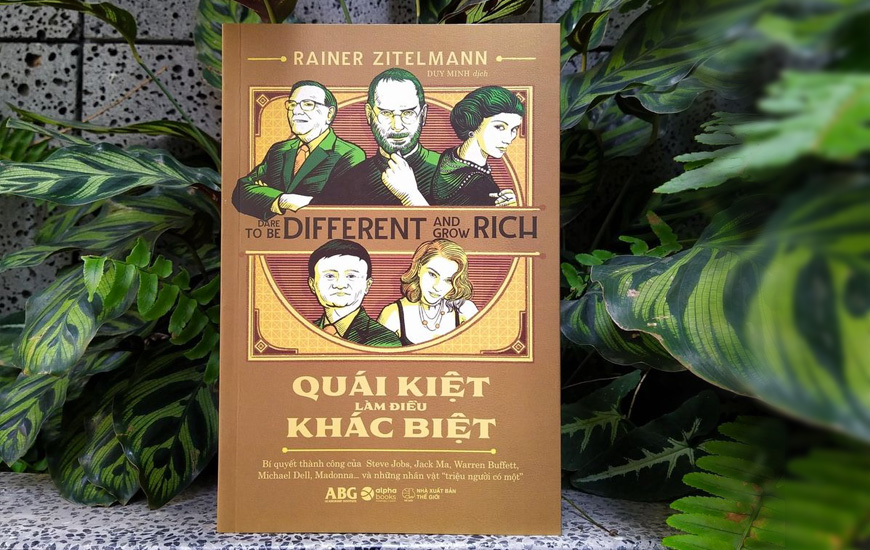 RAINER ZITELMANN
DUY MINH dịch
DARE TO BE DIFFERENT AND GROW RICH
QUÁI KIỆT
LÀM ĐIỀU
KHÁC BIỆT
Bí quyết thành công của Steve Jobs, Jack Ma, Warren Buffett,
Michael Dell, Madonna... và những nhân vật "triệu người có một"
ABG alpha books NHÀ XUẤT BẢN THẾ GIỚI